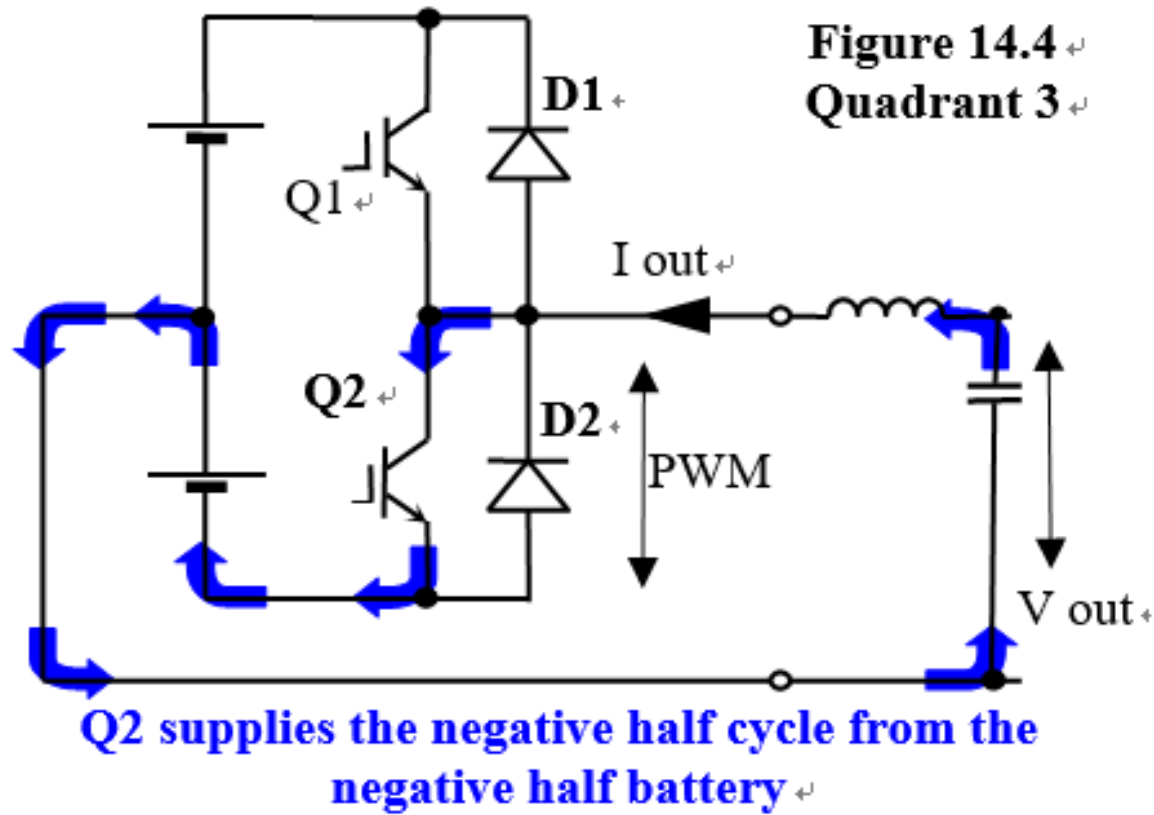 Figure 14.4
Quadrant 3
D1
Q1
I out
Q2
D2
PWM
V out
Q2 supplies the negative half cycle from the
negative half battery